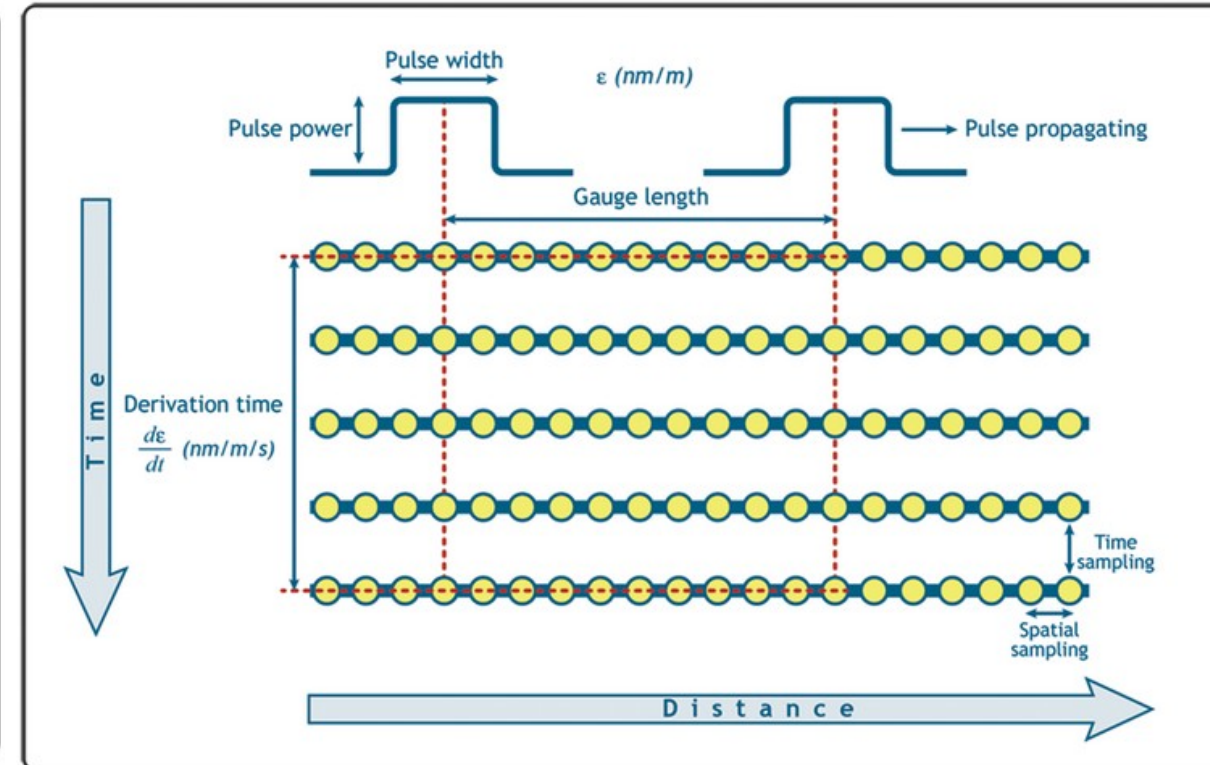 Pulse width
ε (nm/m)
Pulse power
Pulse propagating
Gauge length
Time
Derivation time
dε
dt
(nm/m/s)
Time
sampling
Spatial
sampling
Distance